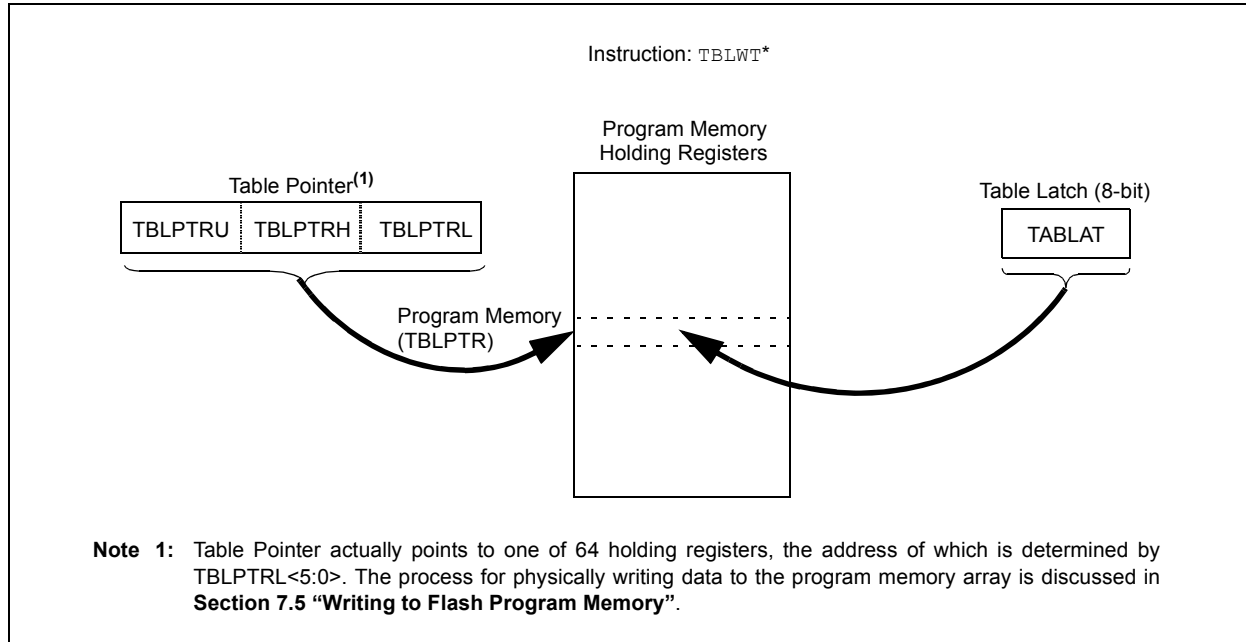 Instruction: TBLWT*
Program Memory
Holding Registers
Table Pointer(1)
Table Latch (8-bit)
TBLPTRU TBLPTRH TBLPTRL
TABLAT
Program Memory
(TBLPTR)
Note 1: Table Pointer actually points to one of 64 holding registers, the address of which is determined by
TBLPTRL<5:0>. The process for physically writing data to the program memory array is discussed in
Section 7.5 “Writing to Flash Program Memory”.